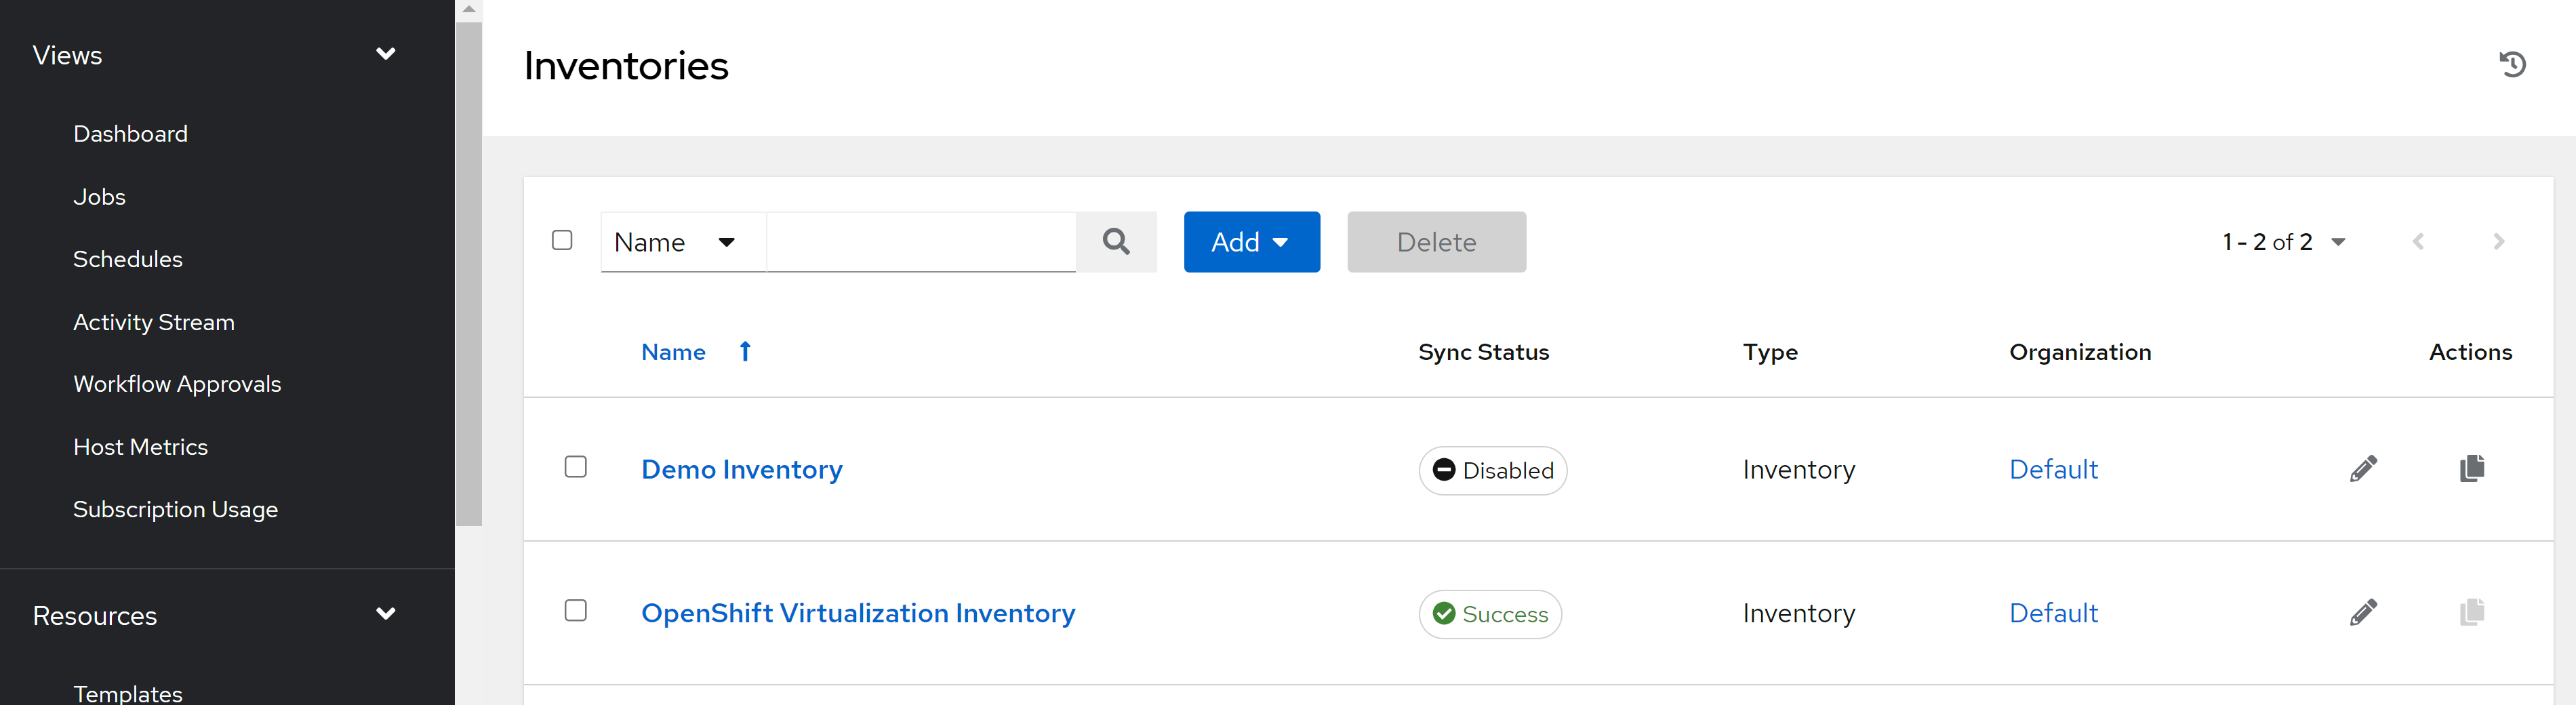 Views
Dashboard
Jobs
Schedules
Activity Stream
Workflow Approvals
Host Metrics
Subscription Usage
Resources
Templates
Inventories
Name Add Delete 1 - 2 of 2
Name Sync Status Type Organization Actions
Demo Inventory Disabled Inventory Default
OpenShift Virtualization Inventory Success Inventory Default